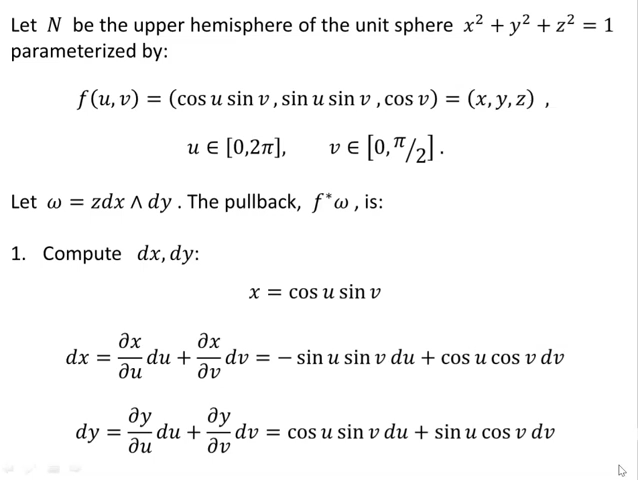 Let N be the upper hemisphere of the unit sphere x² + y² + z² = 1
parameterized by:
f(u, v) = (cos u sin v , sin u sin v , cos v) = (x, y, z) ,
u ∈ [0,2π], v ∈ [0, π/2] .
Let ω = zdx ∧ dy . The pullback, f*ω , is:
1. Compute dx, dy:
x = cos u sin v
dx = ∂x/∂u du + ∂x/∂v dv = − sin u sin v du + cos u cos v dv
dy = ∂y/∂u du + ∂y/∂v dv = cos u sin v du + sin u cos v dv